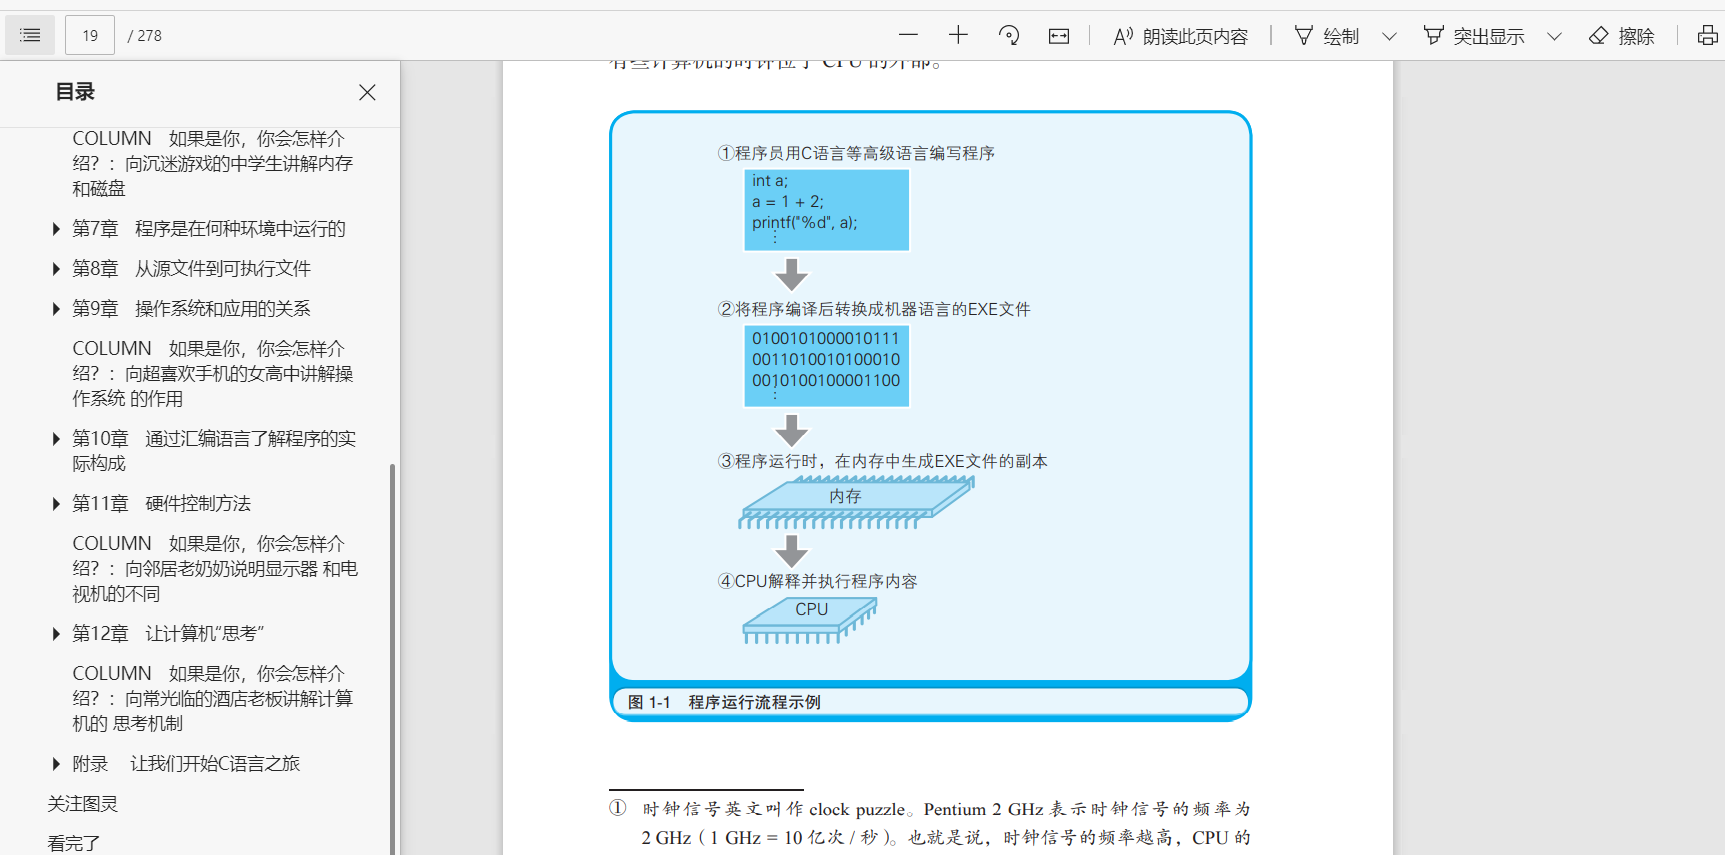 19
/ 278
朗读此页内容
绘制
突出显示
擦除
目录
COLUMN 如果是你，你会怎样介
绍？：向沉迷游戏的中学生讲解内存
和磁盘
第7章 程序是在何种环境中运行的
第8章 从源文件到可执行文件
第9章 操作系统和应用的关系
COLUMN 如果是你，你会怎样介
绍？：向超喜欢手机的女高中讲解操
作系统 的作用
第10章 通过汇编语言了解程序的实
际构成
第11章 硬件控制方法
COLUMN 如果是你，你会怎样介
绍？：向邻居老奶奶说明显示器 和电
视机的不同
第12章 让计算机“思考”
COLUMN 如果是你，你会怎样介
绍？：向常光临的酒店老板讲解计算
机的 思考机制
附录 让我们开始C语言之旅
关注图灵
看完了
有些计算机的时钟位于 CPU 的外部。
①程序员用C语言等高级语言编写程序
int a;
a = 1 + 2;
printf("%d", a);
⋮
②将程序编译后转换成机器语言的EXE文件
0100101000010111
0011010010100010
0010100100001100
⋮
③程序运行时，在内存中生成EXE文件的副本
内存
④CPU解释并执行程序内容
CPU
图 1-1 程序运行流程示例
① 时钟信号英文叫作 clock puzzle。Pentium 2 GHz 表示时钟信号的频率为
2 GHz（1 GHz = 10 亿次 / 秒）。也就是说，时钟信号的频率越高，CPU 的